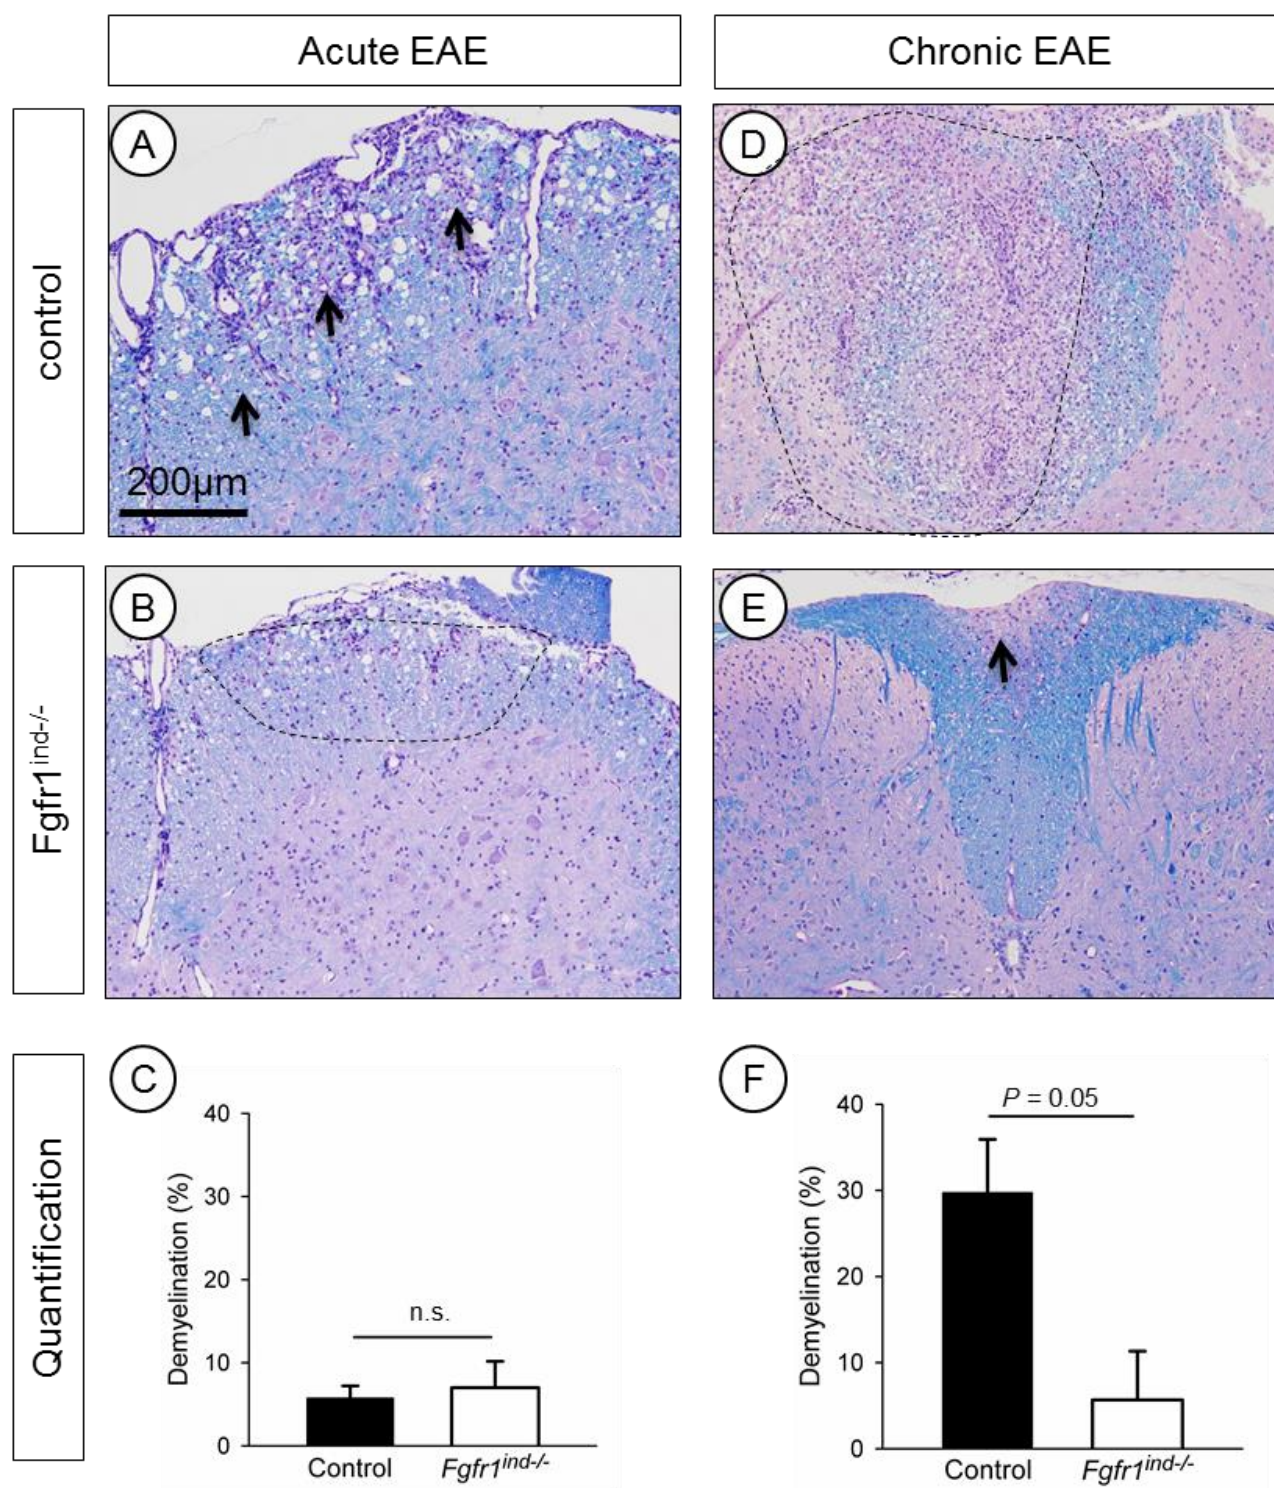 Acute EAE
Chronic EAE
control
A
200µm
D
Fgfr1ind-/-
B
E
Quantification
C
Demyelination (%)
40
30
20
10
0
n.s.
Control
Fgfr1ind-/-
F
Demyelination (%)
40
30
20
10
0
P = 0.05
Control
Fgfr1ind-/-